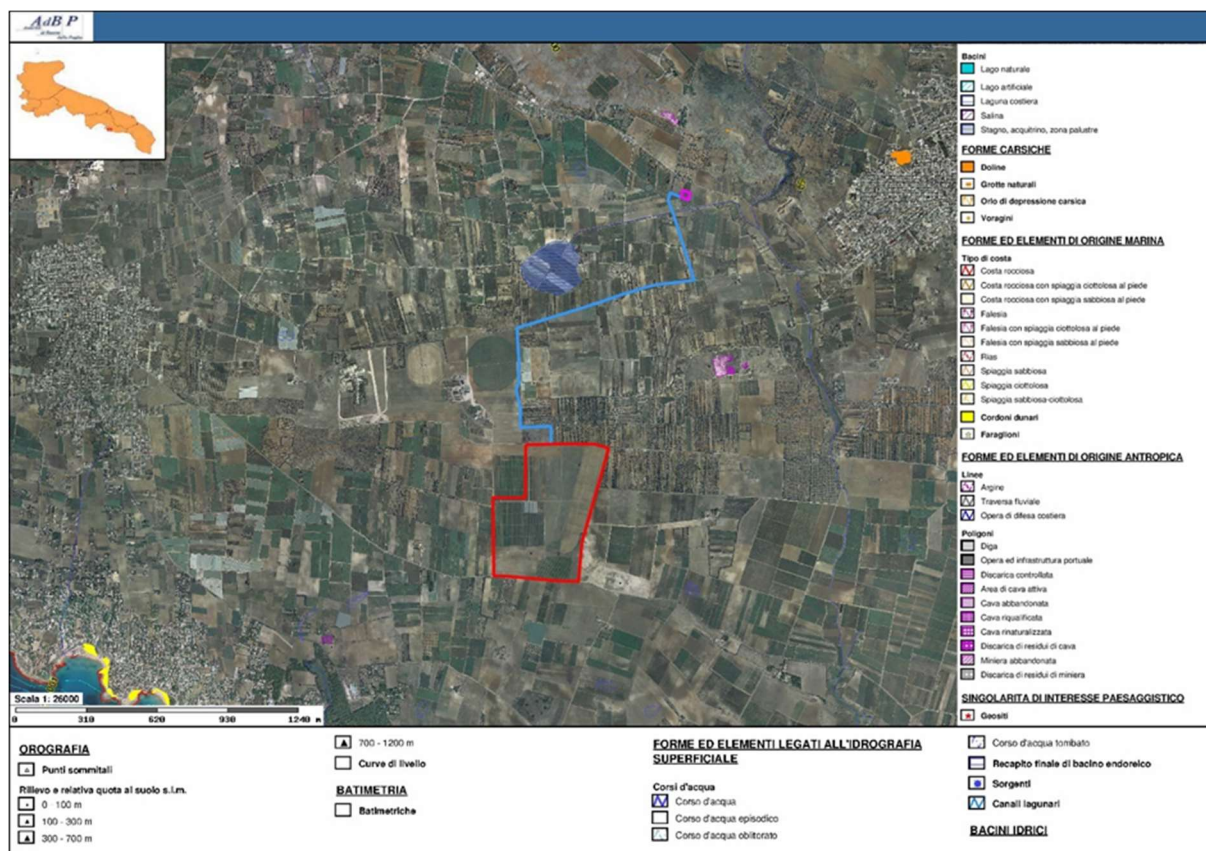 AdB P
Bacini
Lago naturale
Lago artificiale
Laguna costiera
Salina
Stagno, acquitrino, zona palustre
FORME CARSICHE
Doline
Grotte naturali
Orlo di depressione carsica
Voragini
FORME ED ELEMENTI DI ORIGINE MARINA
Tipo di costa
Costa rocciosa
Costa rocciosa con spiaggia ciottolosa al piede
Costa rocciosa con spiaggia sabbiosa al piede
Falesia
Falesia con spiaggia ciottolosa al piede
Falesia con spiaggia sabbiosa al piede
Rias
Spiaggia sabbiosa
Spiaggia ciottolosa
Spiaggia sabbiosa-ciottolosa
Cordoni dunari
Faraglioni
FORME ED ELEMENTI DI ORIGINE ANTROPICA
Linee
Argine
Traversa fluviale
Opera di difesa costiera
Poligoni
Diga
Opera ed infrastruttura portuale
Discarica controllata
Area di cava attiva
Cava abbandonata
Cava riqualificata
Cava rinaturalizzata
Discarica di residui di cava
Miniera abbandonata
Discarica di residui di miniera
SINGOLARITA DI INTERESSE PAESAGGISTICO
Geositi
Scala 1: 26000
0 310 620 930 1240 m
OROGRAFIA
Punti sommitali
Rilievo e relativa quota al suolo s.l.m.
0 - 100 m
100 - 300 m
300 - 700 m
700 - 1200 m
Curve di livello
BATIMETRIA
Batimetriche
FORME ED ELEMENTI LEGATI ALL'IDROGRAFIA
SUPERFICIALE
Corsi d'acqua
Corso d'acqua
Corso d'acqua episodico
Corso d'acqua obliterato
Corso d'acqua tombato
Recapito finale di bacino endoreico
Sorgenti
Canali lagunari
BACINI IDRICI